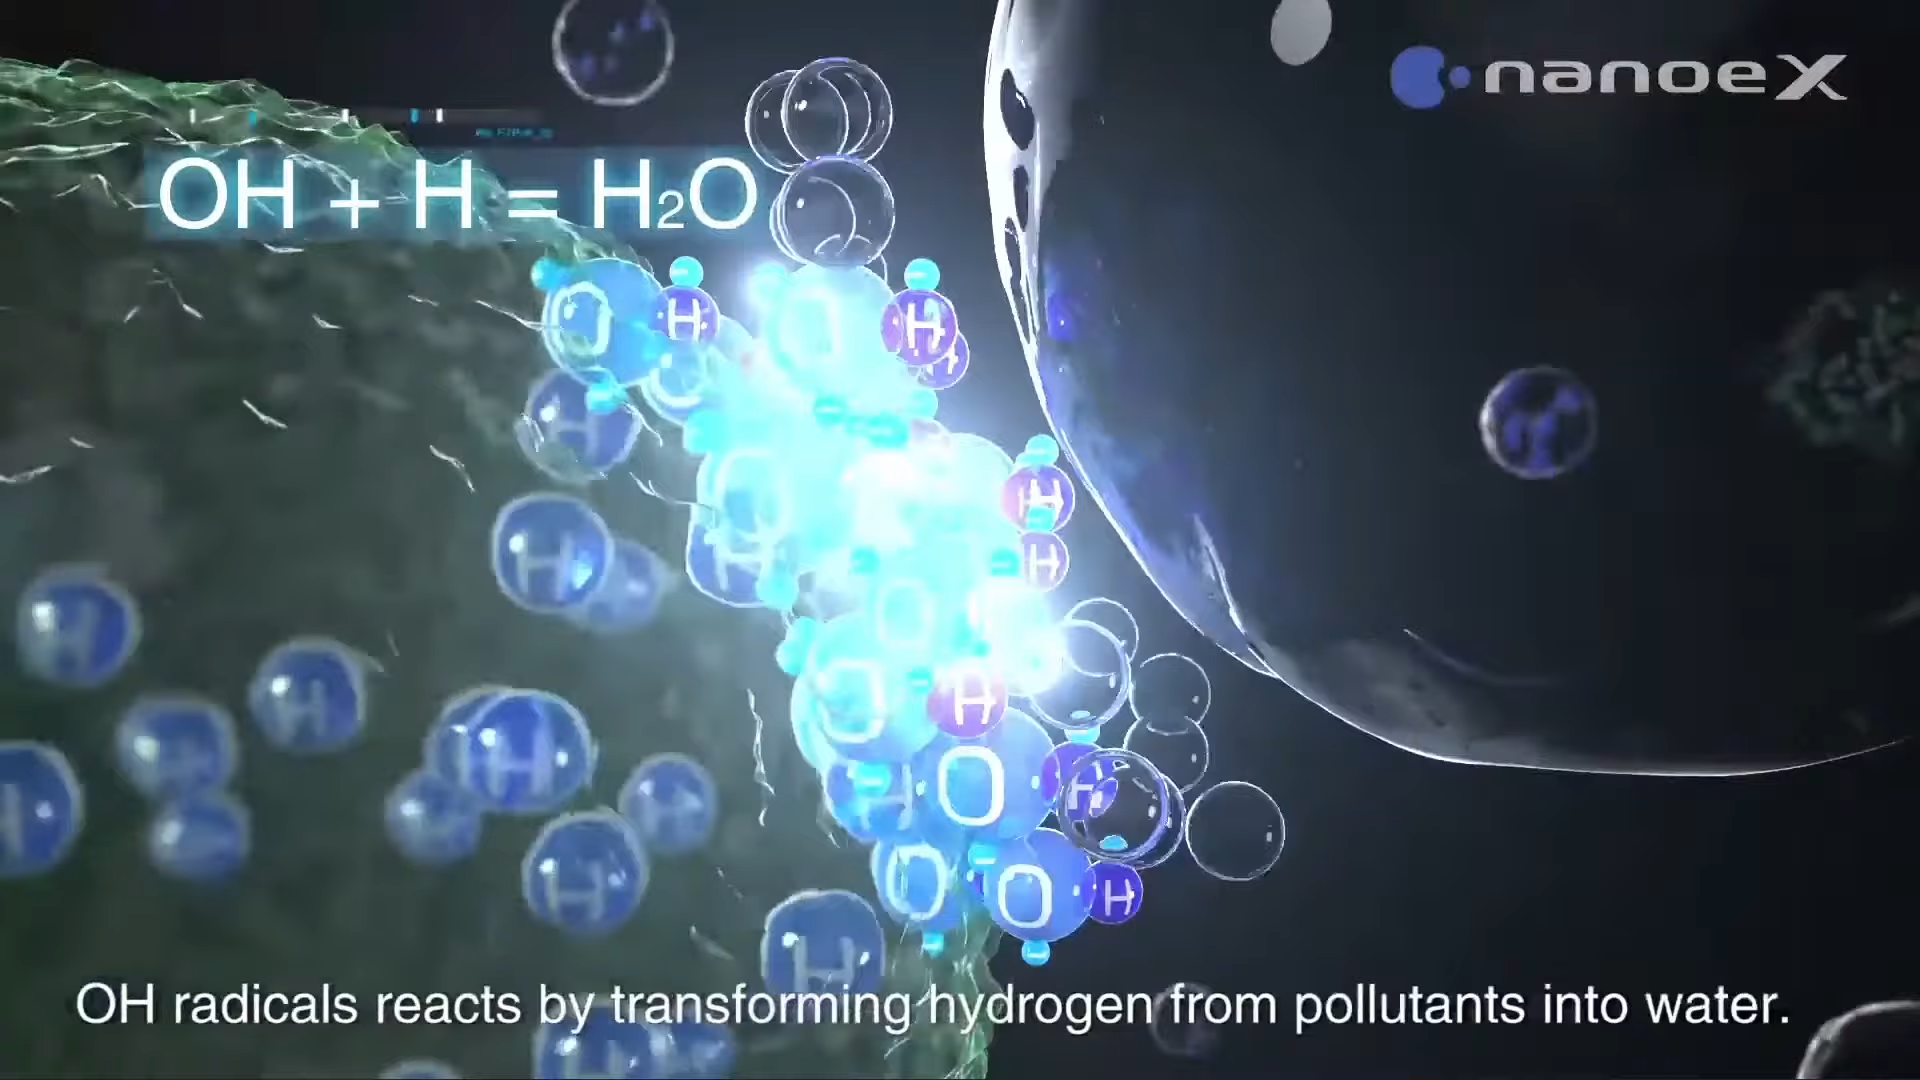 nanoeX
OH + H = H₂O
O
H
O
H
H
H
H
H
H
H
O
H
H
O
H
H
H
H
O
H
H
H
O
O
H
H
H
OH radicals reacts by transforming hydrogen from pollutants into water.